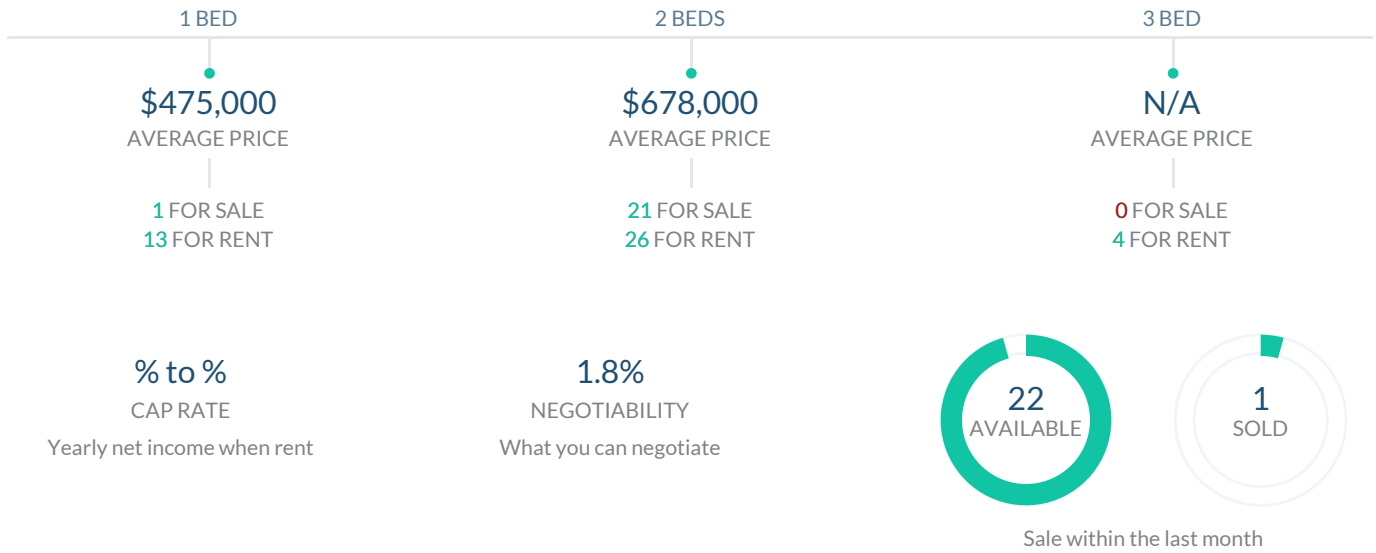 1 BED
2 BEDS
3 BED
$475,000
AVERAGE PRICE
1 FOR SALE
13 FOR RENT
$678,000
AVERAGE PRICE
21 FOR SALE
26 FOR RENT
N/A
AVERAGE PRICE
0 FOR SALE
4 FOR RENT
% to %
CAP RATE
Yearly net income when rent
1.8%
NEGOTIABILITY
What you can negotiate
22
AVAILABLE
1
SOLD
Sale within the last month